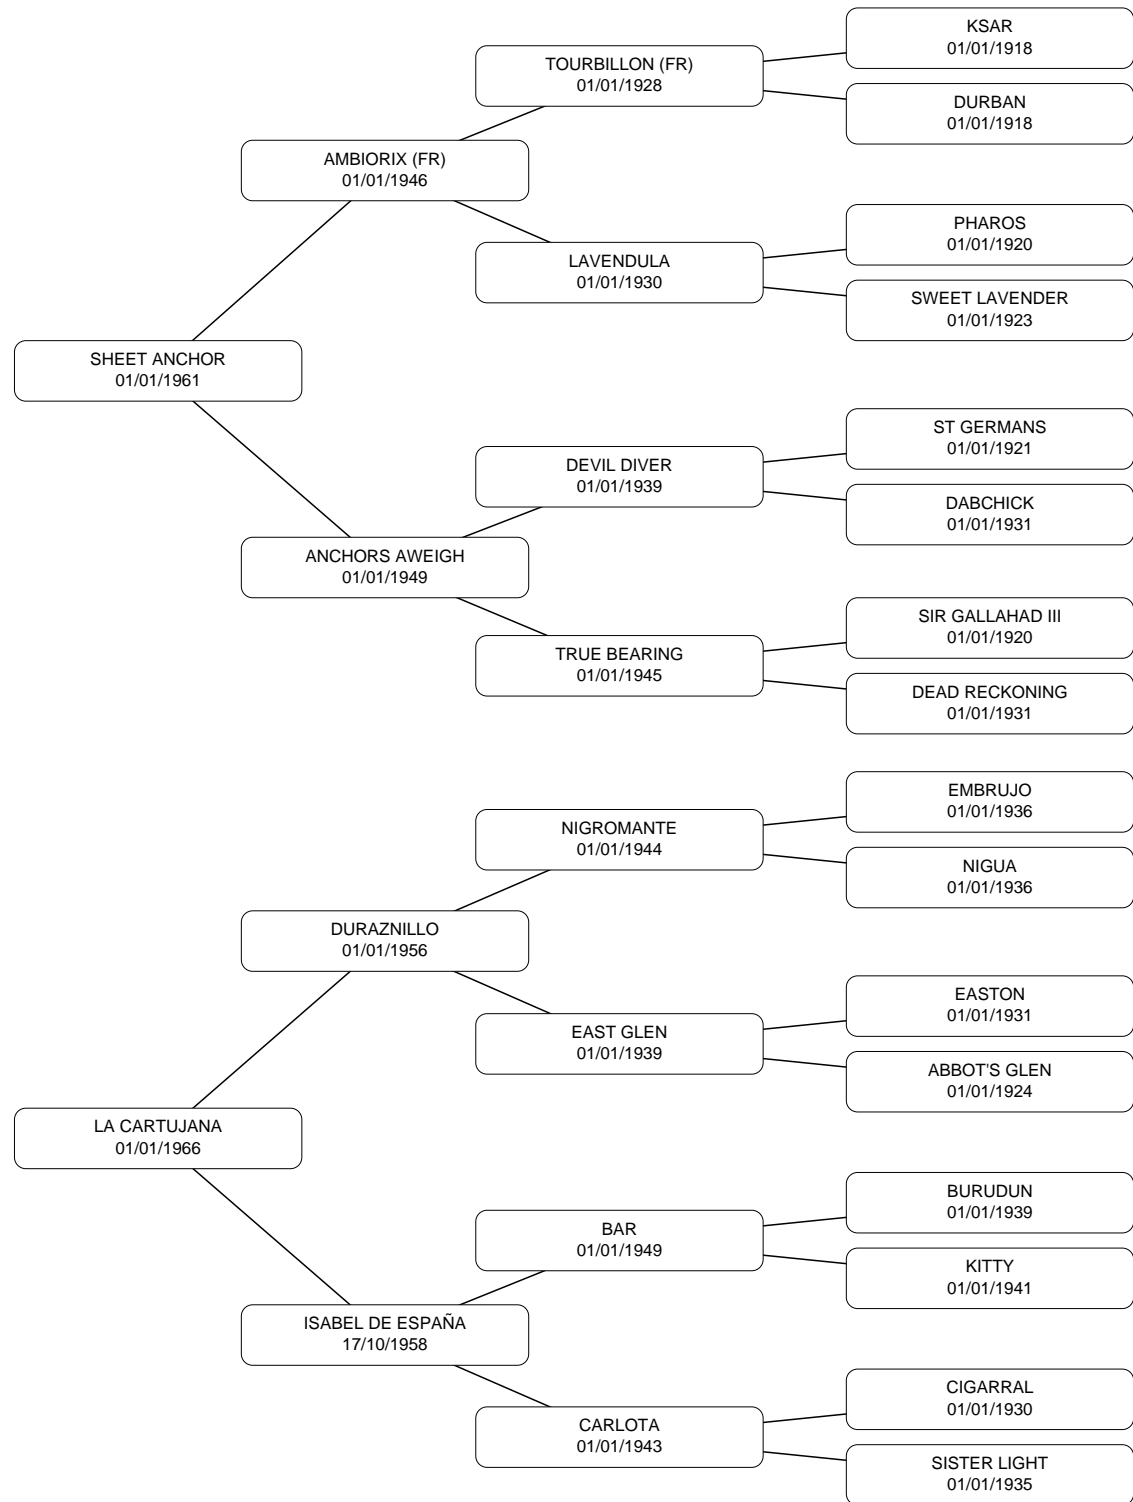 KSAR
01/01/1918
TOURBILLON (FR)
01/01/1928
DURBAN
01/01/1918
AMBIORIX (FR)
01/01/1946
PHAROS
01/01/1920
LAVENDULA
01/01/1930
SWEET LAVENDER
01/01/1923
SHEET ANCHOR
01/01/1961
ST GERMANS
01/01/1921
DEVIL DIVER
01/01/1939
DABCHICK
01/01/1931
ANCHORS AWEIGH
01/01/1949
SIR GALLAHAD III
01/01/1920
TRUE BEARING
01/01/1945
DEAD RECKONING
01/01/1931
EMBRUJO
01/01/1936
NIGROMANTE
01/01/1944
NIGUA
01/01/1936
DURAZNILLO
01/01/1956
EASTON
01/01/1931
EAST GLEN
01/01/1939
ABBOT'S GLEN
01/01/1924
LA CARTUJANA
01/01/1966
BURUDUN
01/01/1939
BAR
01/01/1949
KITTY
01/01/1941
ISABEL DE ESPAÑA
17/10/1958
CIGARRAL
01/01/1930
CARLOTA
01/01/1943
SISTER LIGHT
01/01/1935